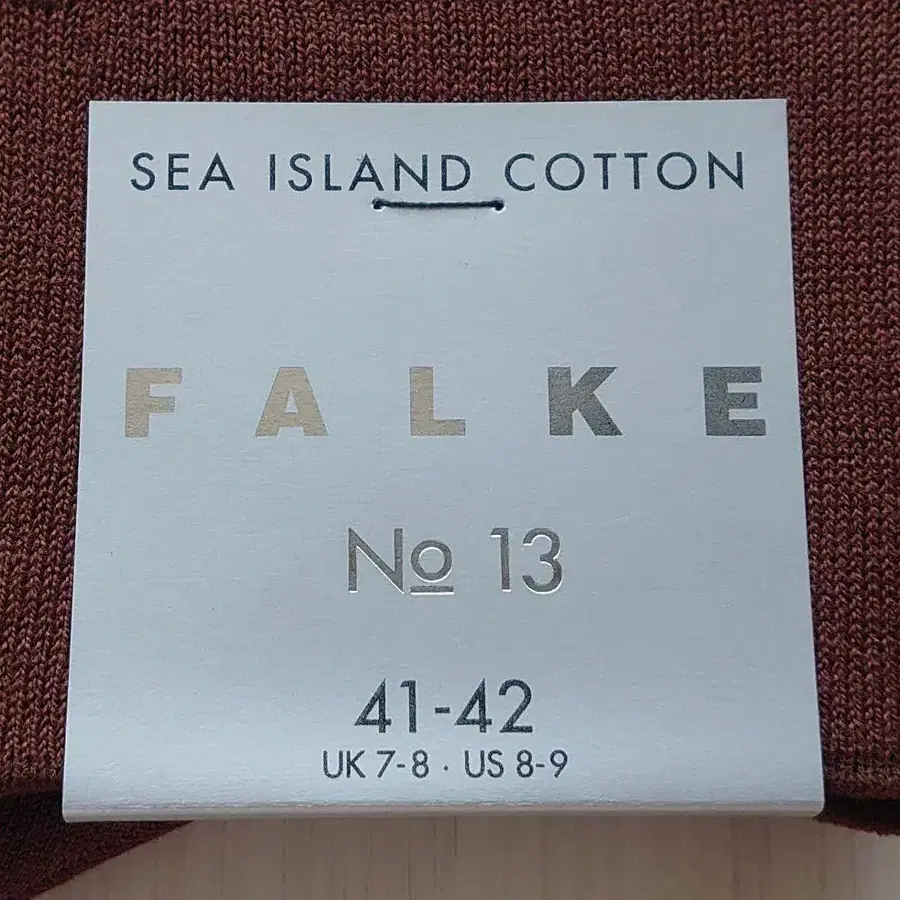 SEA ISLAND COTTON
FALKE
No 13
41-42
UK 7-8 · US 8-9